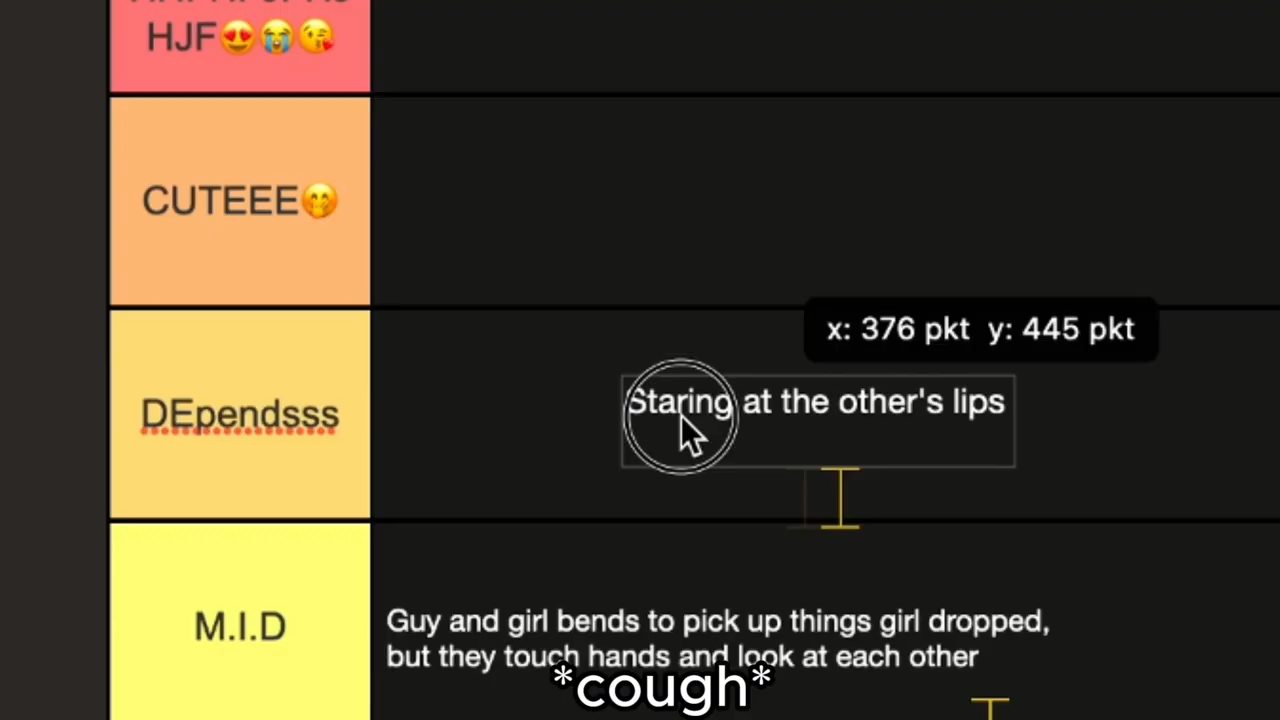 HJF😍😭😘
CUTEEE🤭
x: 376 pkt y: 445 pkt
DEpendsss
Staring at the other's lips
M.I.D
Guy and girl bends to pick up things girl dropped,
but they touch hands and look at each other
*cough*